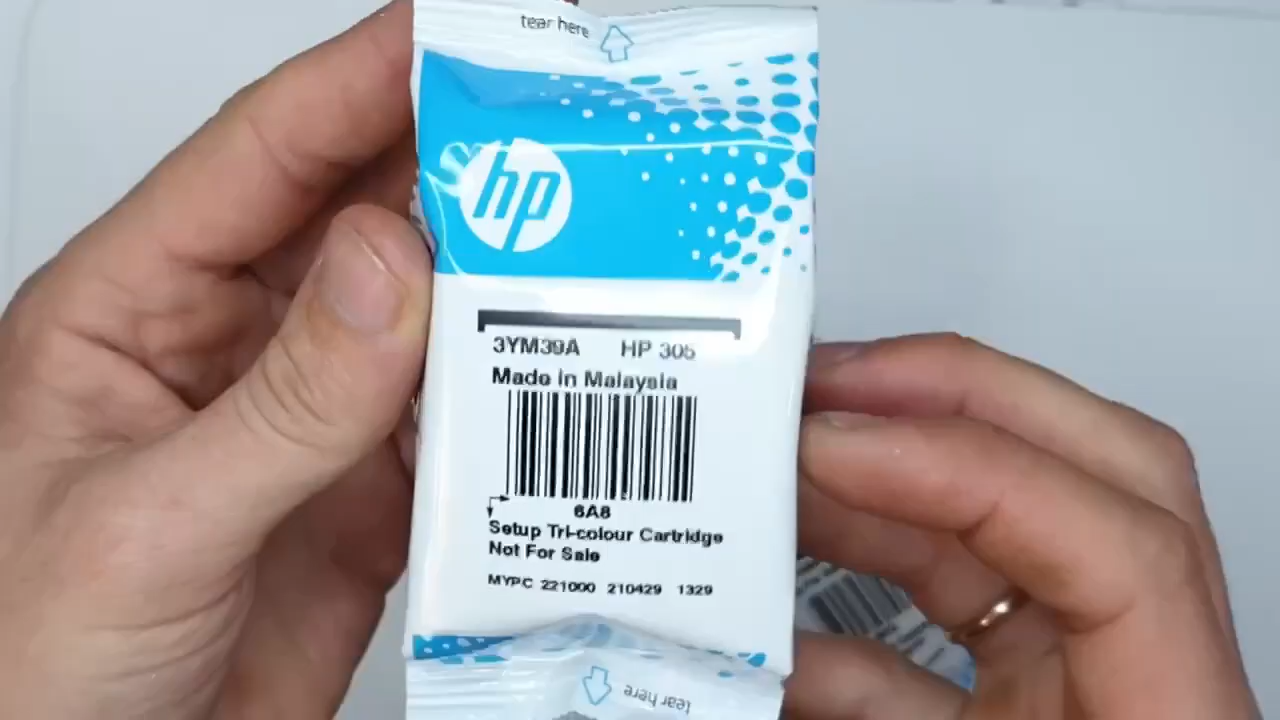 tear here
hp
3YM39A HP 305
Made in Malaysia
6A8
Setup Tri-colour Cartridge
Not For Sale
MYPC 221000 210429 1329
tear here